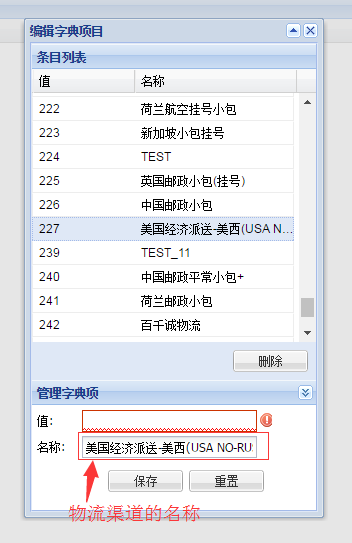 编辑字典项目
条目列表
值 名称
222 荷兰航空挂号小包
223 新加坡小包挂号
224 TEST
225 英国邮政小包(挂号)
226 中国邮政小包
227 美国经济派送-美西(USA NO...
239 TEST_11
240 中国邮政平常小包+
241 荷兰邮政小包
242 百千诚物流
删除
管理字典项
值:
名称: 美国经济派送-美西(USA NO-RU
保存 重置
物流渠道的名称